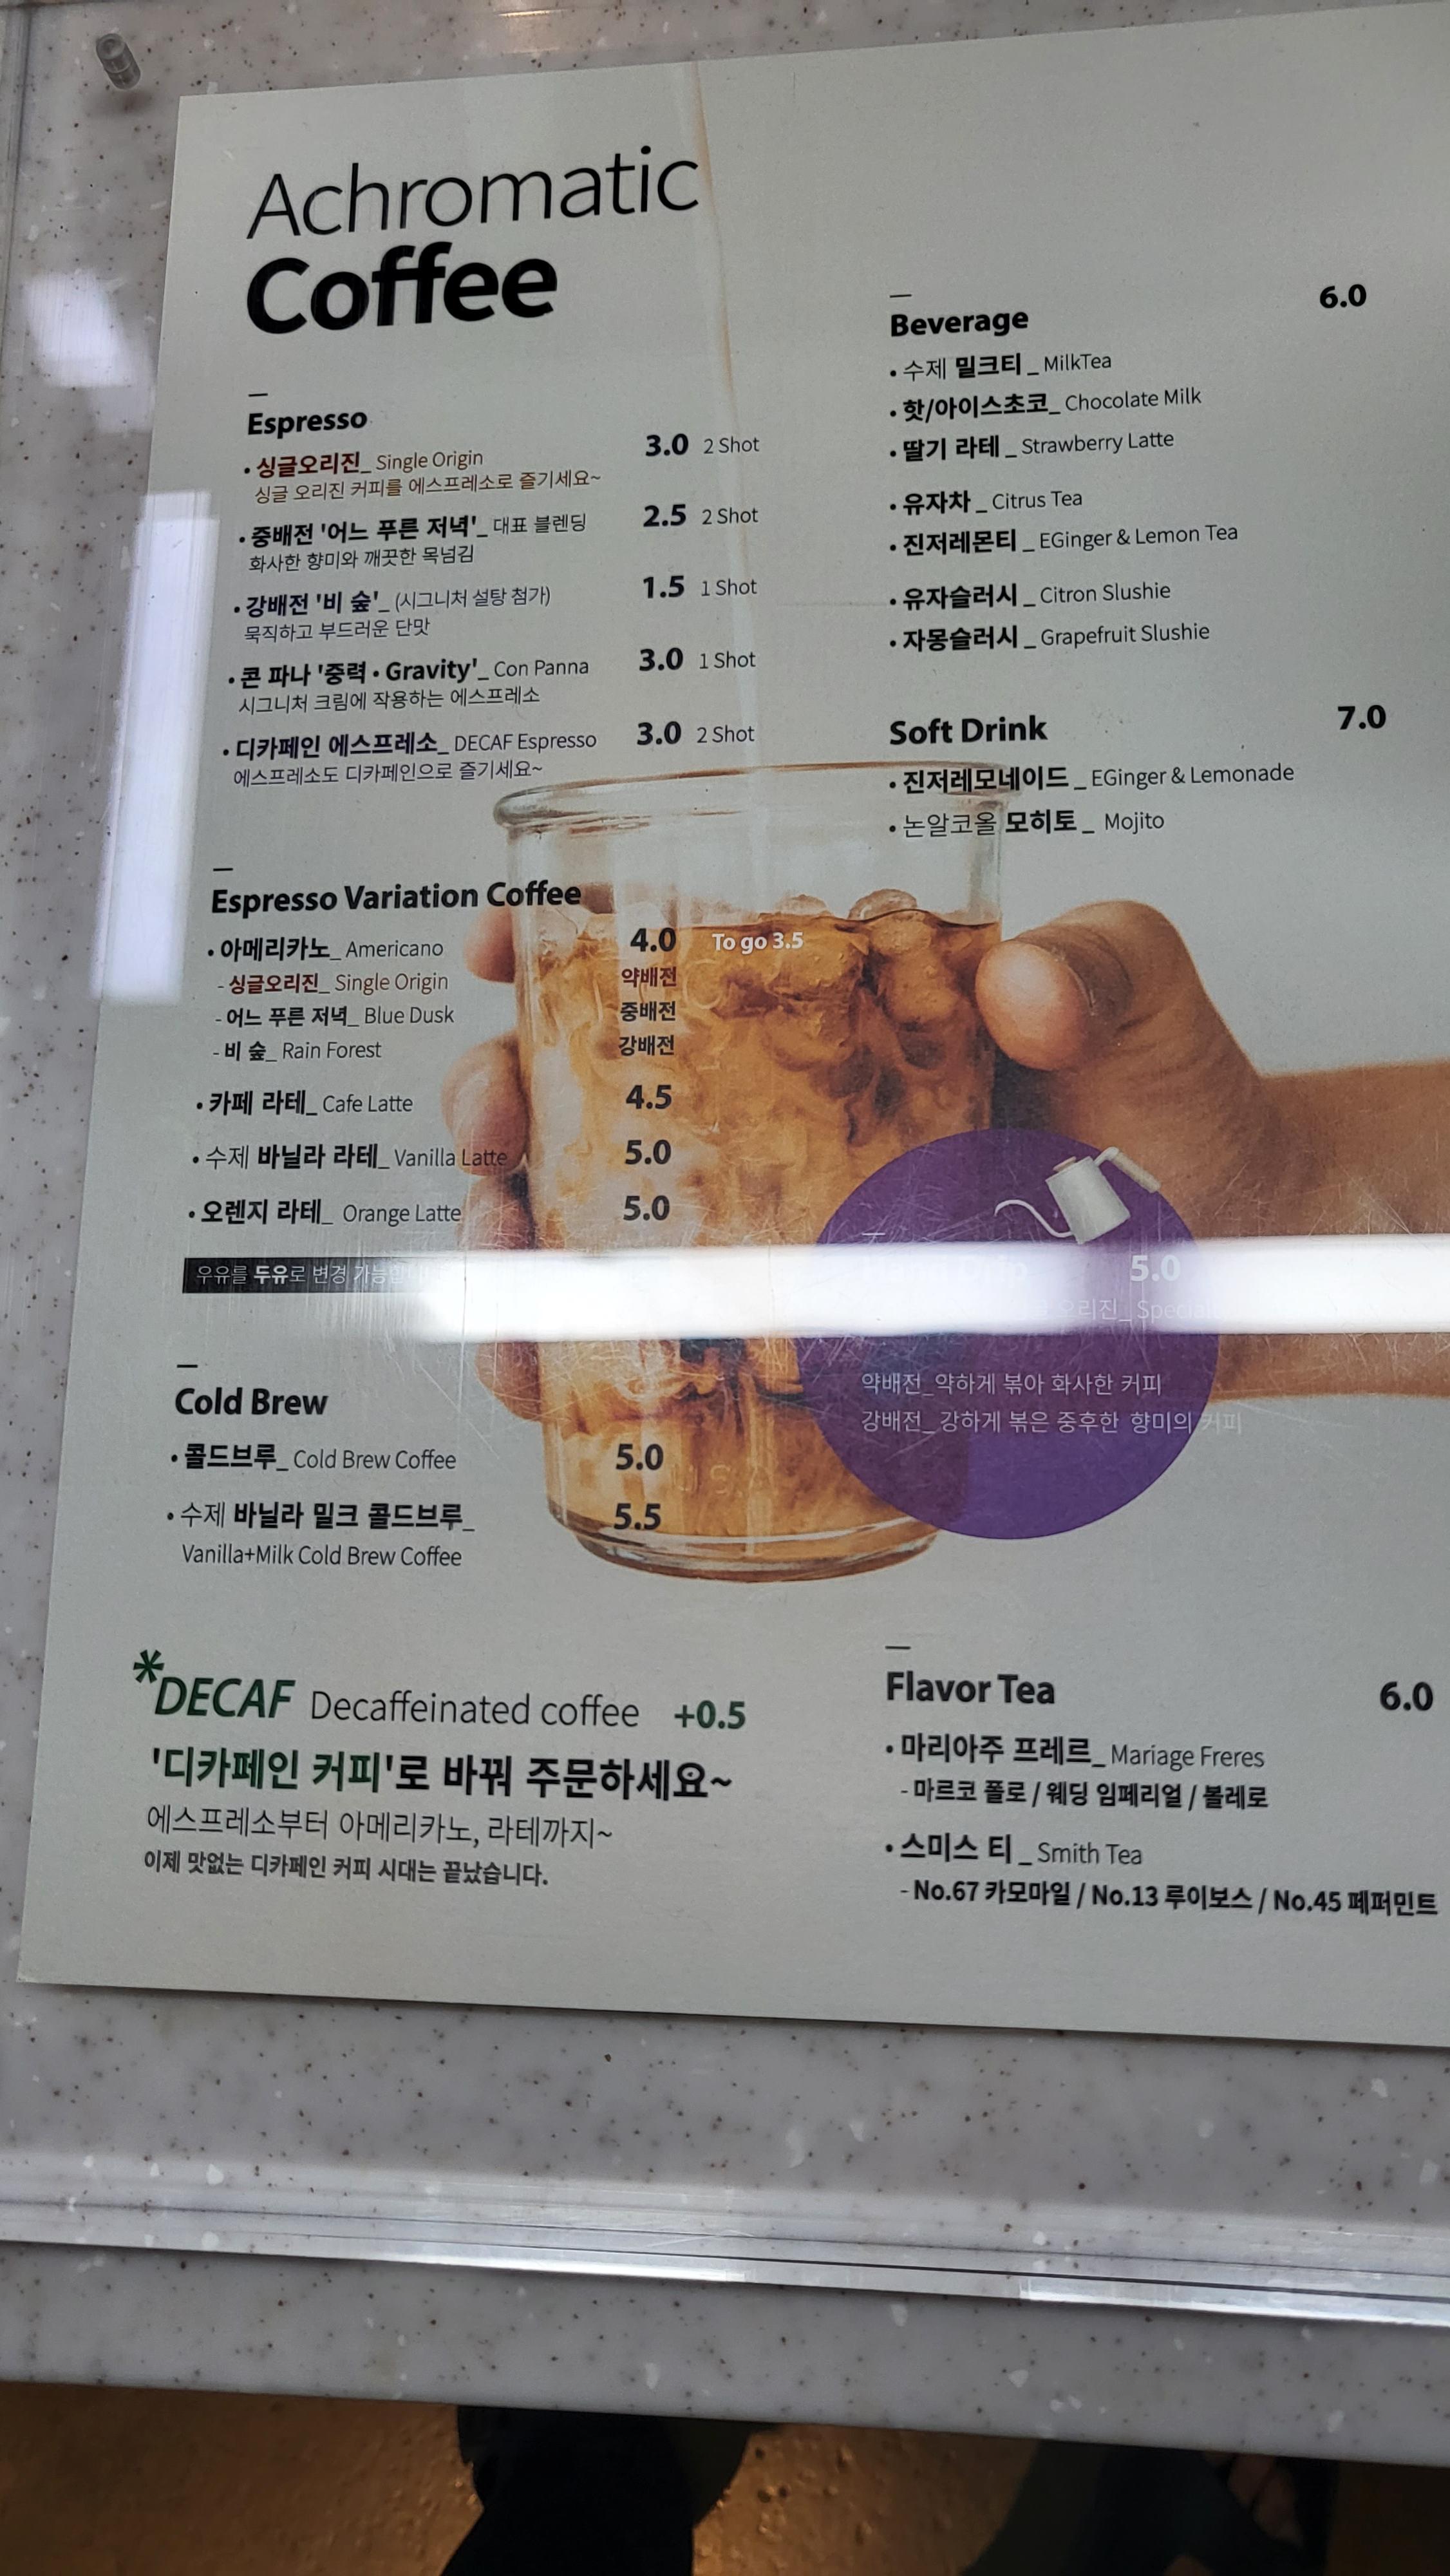 Achromatic
Coffee
Espresso
• 싱글오리진_ Single Origin 3.0 2 Shot
싱글 오리진 커피를 에스프레소로 즐기세요~
• 중배전 '어느 푸른 저녁'_ 대표 블렌딩 2.5 2 Shot
화사한 향미와 깨끗한 목넘김
• 강배전 '비 숲'_ (시그니처 설탕 첨가) 1.5 1 Shot
묵직하고 부드러운 단맛
• 콘 파나 '중력 • Gravity'_ Con Panna 3.0 1 Shot
시그니처 크림에 작용하는 에스프레소
• 디카페인 에스프레소_ DECAF Espresso 3.0 2 Shot
에스프레소도 디카페인으로 즐기세요~
Espresso Variation Coffee
• 아메리카노_ Americano 4.0 To go 3.5
- 싱글오리진_ Single Origin 약배전
- 어느 푸른 저녁_ Blue Dusk 중배전
- 비 숲_ Rain Forest 강배전
• 카페 라테_ Cafe Latte 4.5
• 수제 바닐라 라테_ Vanilla Latte 5.0
• 오렌지 라테_ Orange Latte 5.0
우유를 두유로 변경
Cold Brew
• 콜드브루_ Cold Brew Coffee 5.0
• 수제 바닐라 밀크 콜드브루_ 5.5
Vanilla+Milk Cold Brew Coffee
*DECAF Decaffeinated coffee +0.5
'디카페인 커피'로 바꿔 주문하세요~
에스프레소부터 아메리카노, 라테까지~
이제 맛없는 디카페인 커피 시대는 끝났습니다.
Beverage 6.0
• 수제 밀크티 _ MilkTea
• 핫/아이스초코_ Chocolate Milk
• 딸기 라테 _ Strawberry Latte
• 유자차 _ Citrus Tea
• 진저레몬티 _ EGinger & Lemon Tea
• 유자슬러시 _ Citron Slushie
• 자몽슬러시 _ Grapefruit Slushie
Soft Drink 7.0
• 진저레모네이드 _ EGinger & Lemonade
• 논알코올 모히토 _ Mojito
5.0
오리진_
약배전_약하게 볶아 화사한 커피
강배전_ 강하게 볶은 중후한 향미의 커피
Flavor Tea 6.0
• 마리아주 프레르_ Mariage Freres
- 마르코 폴로 / 웨딩 임페리얼 / 볼레로
• 스미스 티 _ Smith Tea
- No.67 카모마일 / No.13 루이보스 / No.45 페퍼민트